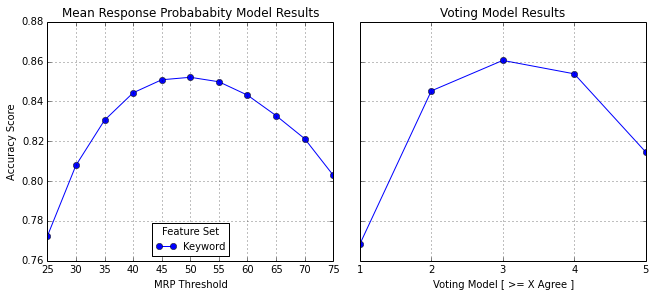 Mean Response Probababity Model Results
Voting Model Results
Accuracy Score
0.88
0.86
0.84
0.82
0.80
0.78
0.76
Feature Set
Keyword
25 30 35 40 45 50 55 60 65 70 75
1 2 3 4 5
MRP Threshold
Voting Model [ >= X Agree ]